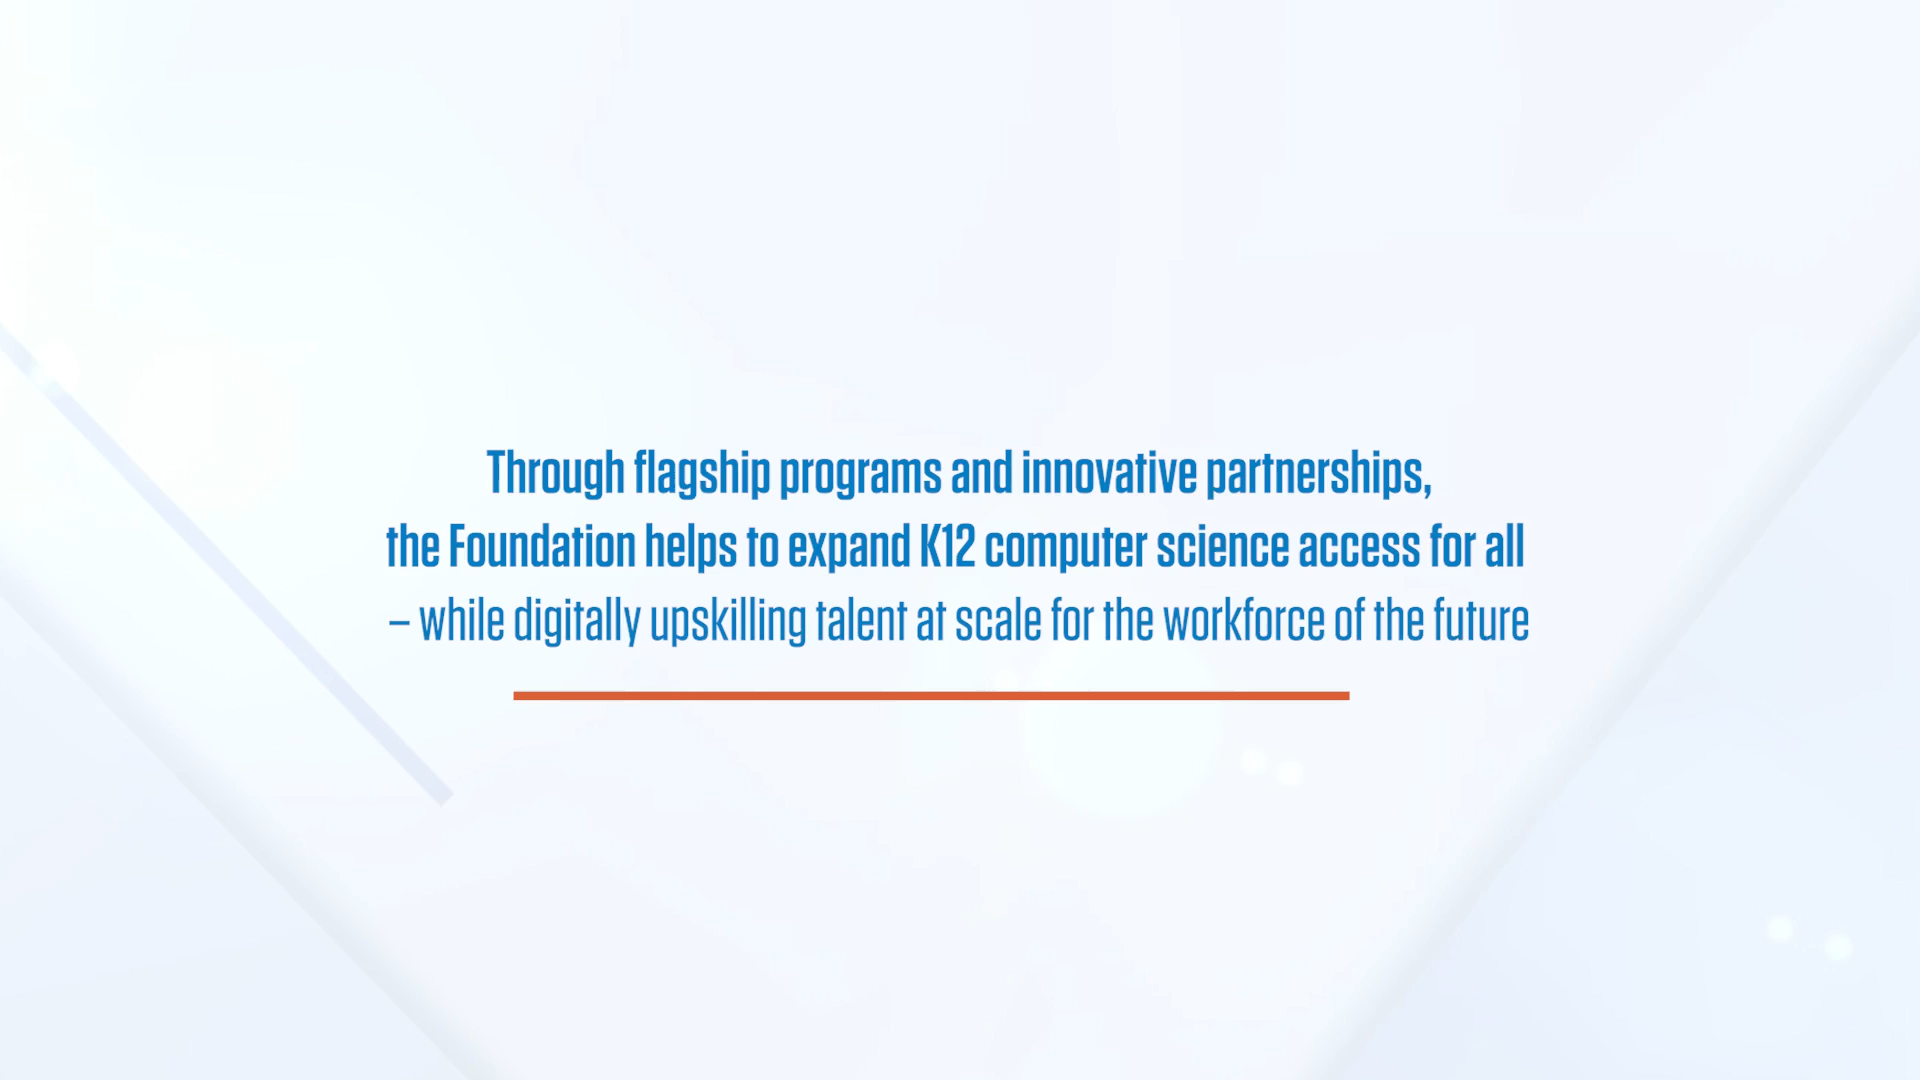 Through flagship programs and innovative partnerships,
the Foundation helps to expand K12 computer science access for all
– while digitally upskilling talent at scale for the workforce of the future